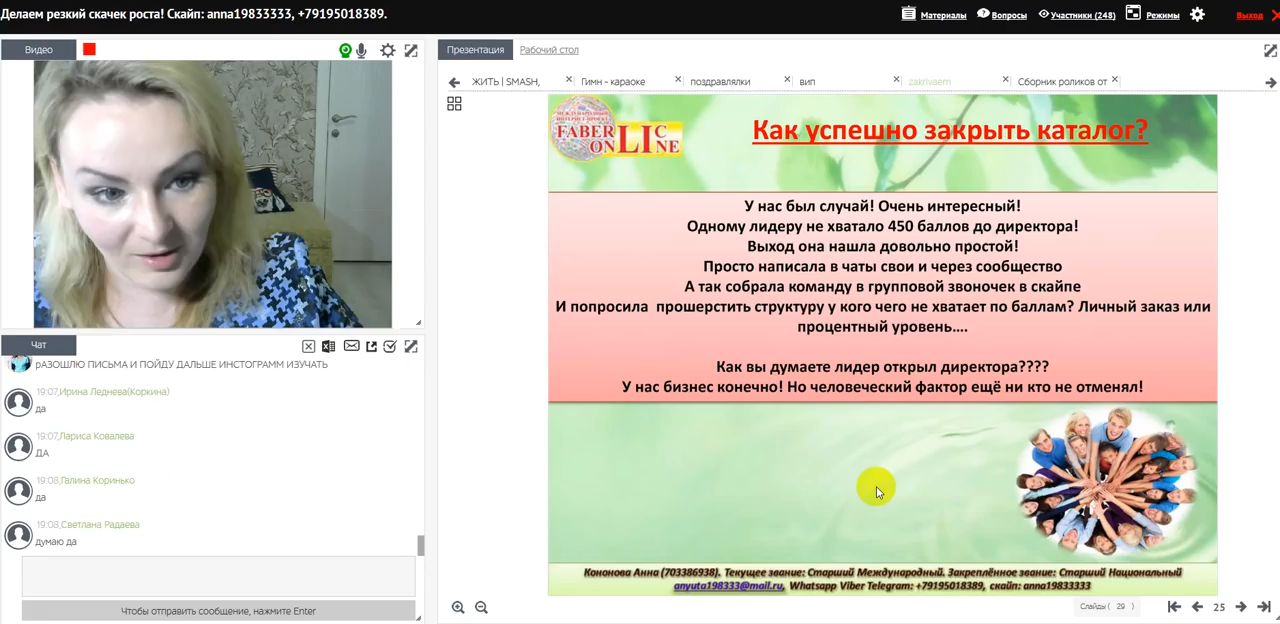 Делаем резкий скачек роста! Скайп: anna19833333, +79195018389.
Материалы
Вопросы
Участники (248)
Режимы
Выход
Видео
Презентация
Рабочий стол
ЖИТЬ | SMASH,
Гимн - караоке
поздравлялки
вип
zakrivaem
Сборник роликов от
МЕЖДУНАРОДНЫЙ
ИНТЕРНЕТ-ПРОЕКТ
FABERLIC
ONLINE
Как успешно закрыть каталог?
У нас был случай! Очень интересный!
Одному лидеру не хватало 450 баллов до директора!
Выход она нашла довольно простой!
Просто написала в чаты свои и через сообщество
А так собрала команду в групповой звоночек в скайпе
И попросила прошерстить структуру у кого чего не хватает по баллам? Личный заказ или
процентный уровень….
Как вы думаете лидер открыл директора????
У нас бизнес конечно! Но человеческий фактор ещё ни кто не отменял!
Кононова Анна (703386938). Текущее звание: Старший Международный. Закреплённое звание: Старший Национальный
anyuta198333@mail.ru, Whatsapp Viber Telegram: +79195018389, скайп: anna19833333
Слайды ( 29 )
25
Чат
рАЗОШЛЮ ПИСЬМА И ПОЙДУ ДАЛЬШЕ ИНСТОГРАММ ИЗУЧАТЬ
19:07,Ирина Леднева(Коркина)
да
19:07,Лариса Ковалева
ДА
19:08,Галина Коринько
да
19:08,Светлана Радаева
думаю да
Чтобы отправить сообщение, нажмите Enter